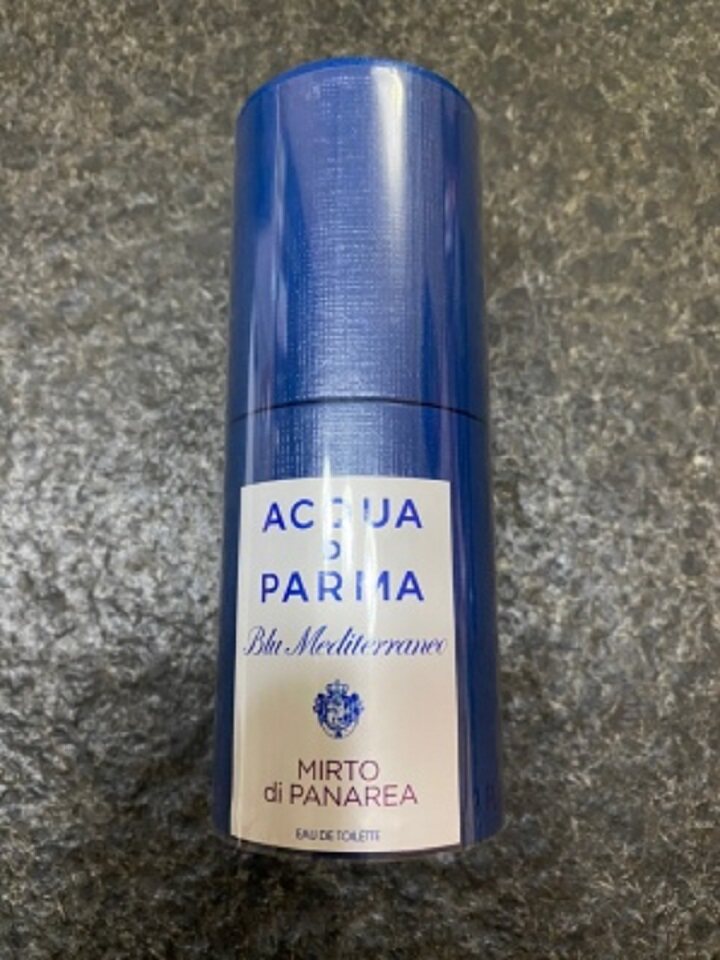 ACQUA
DI
PARMA
Blu Mediterraneo
MIRTO
di PANAREA
EAU DE TOILETTE